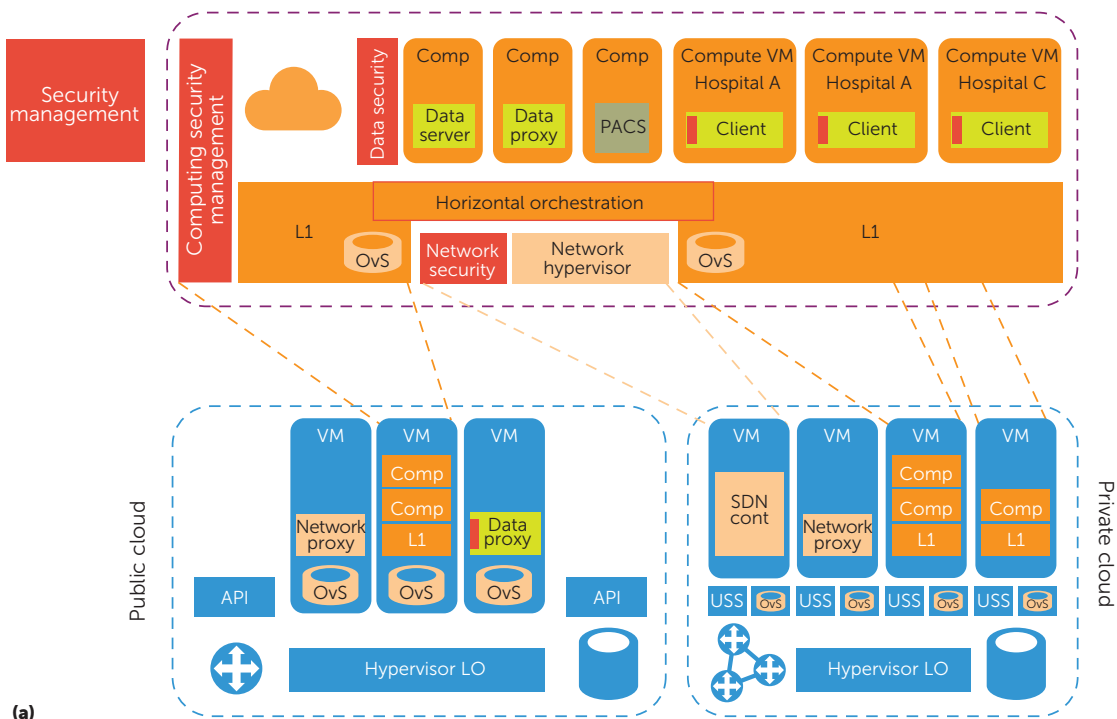 Security
management
Computing security
management
Data security
Comp
Data
server
Comp
Data
proxy
Comp
PACS
Compute VM
Hospital A
Client
Compute VM
Hospital A
Client
Compute VM
Hospital C
Client
Horizontal orchestration
L1
OvS
Network
security
Network
hypervisor
OvS
L1
Public cloud
VM
Network
proxy
OvS
VM
Comp
Comp
L1
OvS
VM
Data
proxy
OvS
API
API
Hypervisor LO
Private cloud
VM
SDN
cont
VM
Network
proxy
VM
Comp
Comp
L1
VM
Comp
L1
USS
OvS
USS
OvS
USS
OvS
USS
OvS
Hypervisor LO
(a)